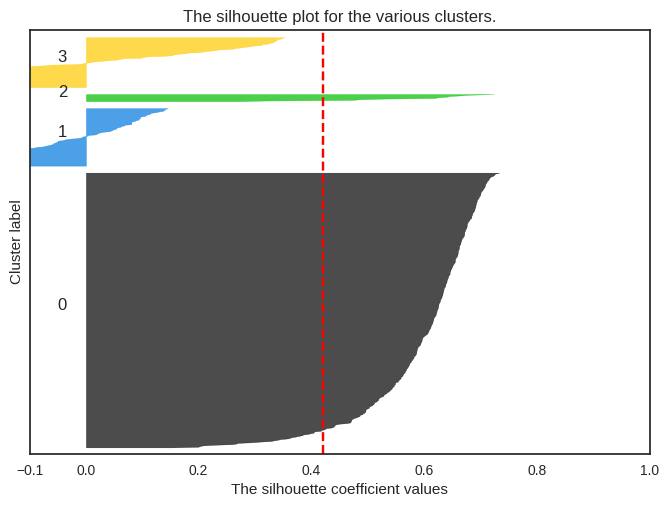 The silhouette plot for the various clusters.
3
2
1
0
Cluster label
−0.1 0.0 0.2 0.4 0.6 0.8 1.0
The silhouette coefficient values